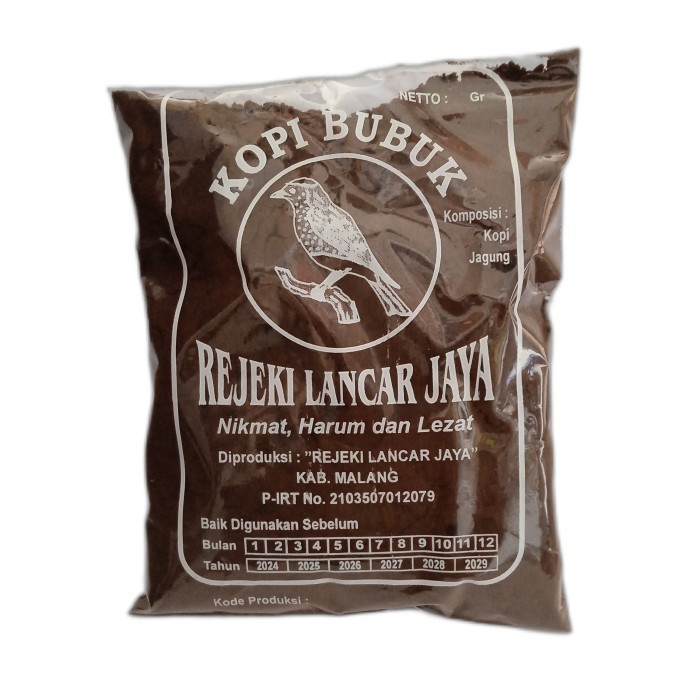 NETTO : Gr
KOPI BUBUK
Komposisi :
Kopi
Jagung
REJEKI LANCAR JAYA
Nikmat, Harum dan Lezat
Diproduksi : "REJEKI LANCAR JAYA"
KAB. MALANG
P-IRT No. 2103507012079
Baik Digunakan Sebelum
Bulan 1 2 3 4 5 6 7 8 9 10 11 12
Tahun 2024 2025 2026 2027 2028 2029
Kode Produksi :